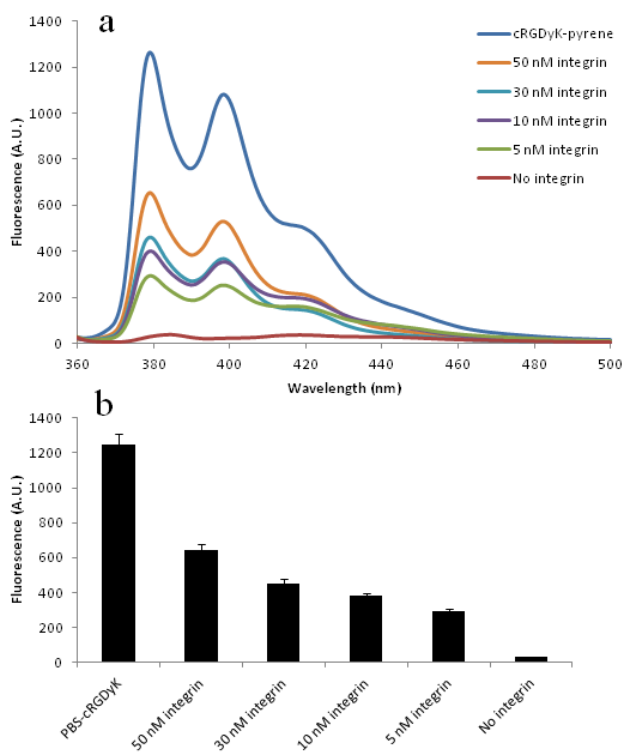 a
1400
1200
1000
800
600
400
200
0
Fluorescence (A.U.)
cRGDyK-pyrene
50 nM integrin
30 nM integrin
10 nM integrin
5 nM integrin
No integrin
360 380 400 420 440 460 480 500
Wavelength (nm)
b
1400
1200
1000
800
600
400
200
0
Fluorescence (A.U.)
PBS-cRGDyK
50 nM integrin
30 nM integrin
10 nM integrin
5 nM integrin
No integrin